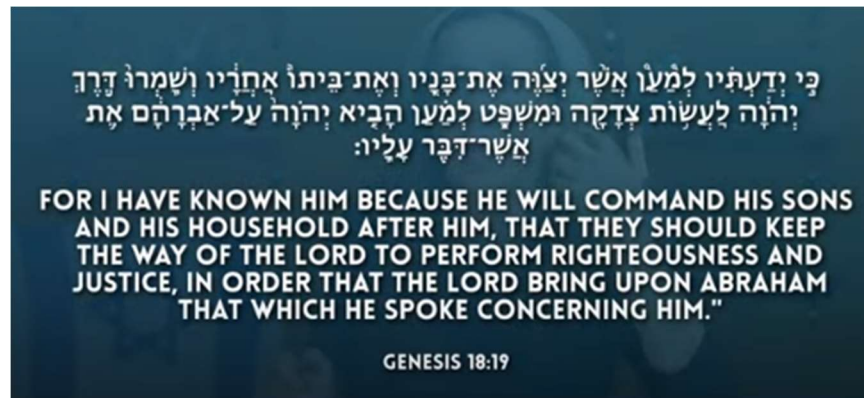 כִּ֣י יְדַעְתִּ֗יו לְמַ֩עַן֩ אֲשֶׁ֨ר יְצַוֶּ֜ה אֶת־בָּנָ֤יו וְאֶת־בֵּיתוֹ֙ אַחֲרָ֔יו וְשָֽׁמְרוּ֙ דֶּ֣רֶךְ
יְהֹוָ֔ה לַֽעֲשׂ֥וֹת צְדָקָ֖ה וּמִשְׁפָּ֑ט לְמַ֗עַן הָבִ֤יא יְהֹוָה֙ עַל־אַבְרָהָ֔ם אֵ֥ת
אֲשֶׁר־דִּבֶּ֖ר עָלָֽיו:
FOR I HAVE KNOWN HIM BECAUSE HE WILL COMMAND HIS SONS
AND HIS HOUSEHOLD AFTER HIM, THAT THEY SHOULD KEEP
THE WAY OF THE LORD TO PERFORM RIGHTEOUSNESS AND
JUSTICE, IN ORDER THAT THE LORD BRING UPON ABRAHAM
THAT WHICH HE SPOKE CONCERNING HIM."
GENESIS 18:19